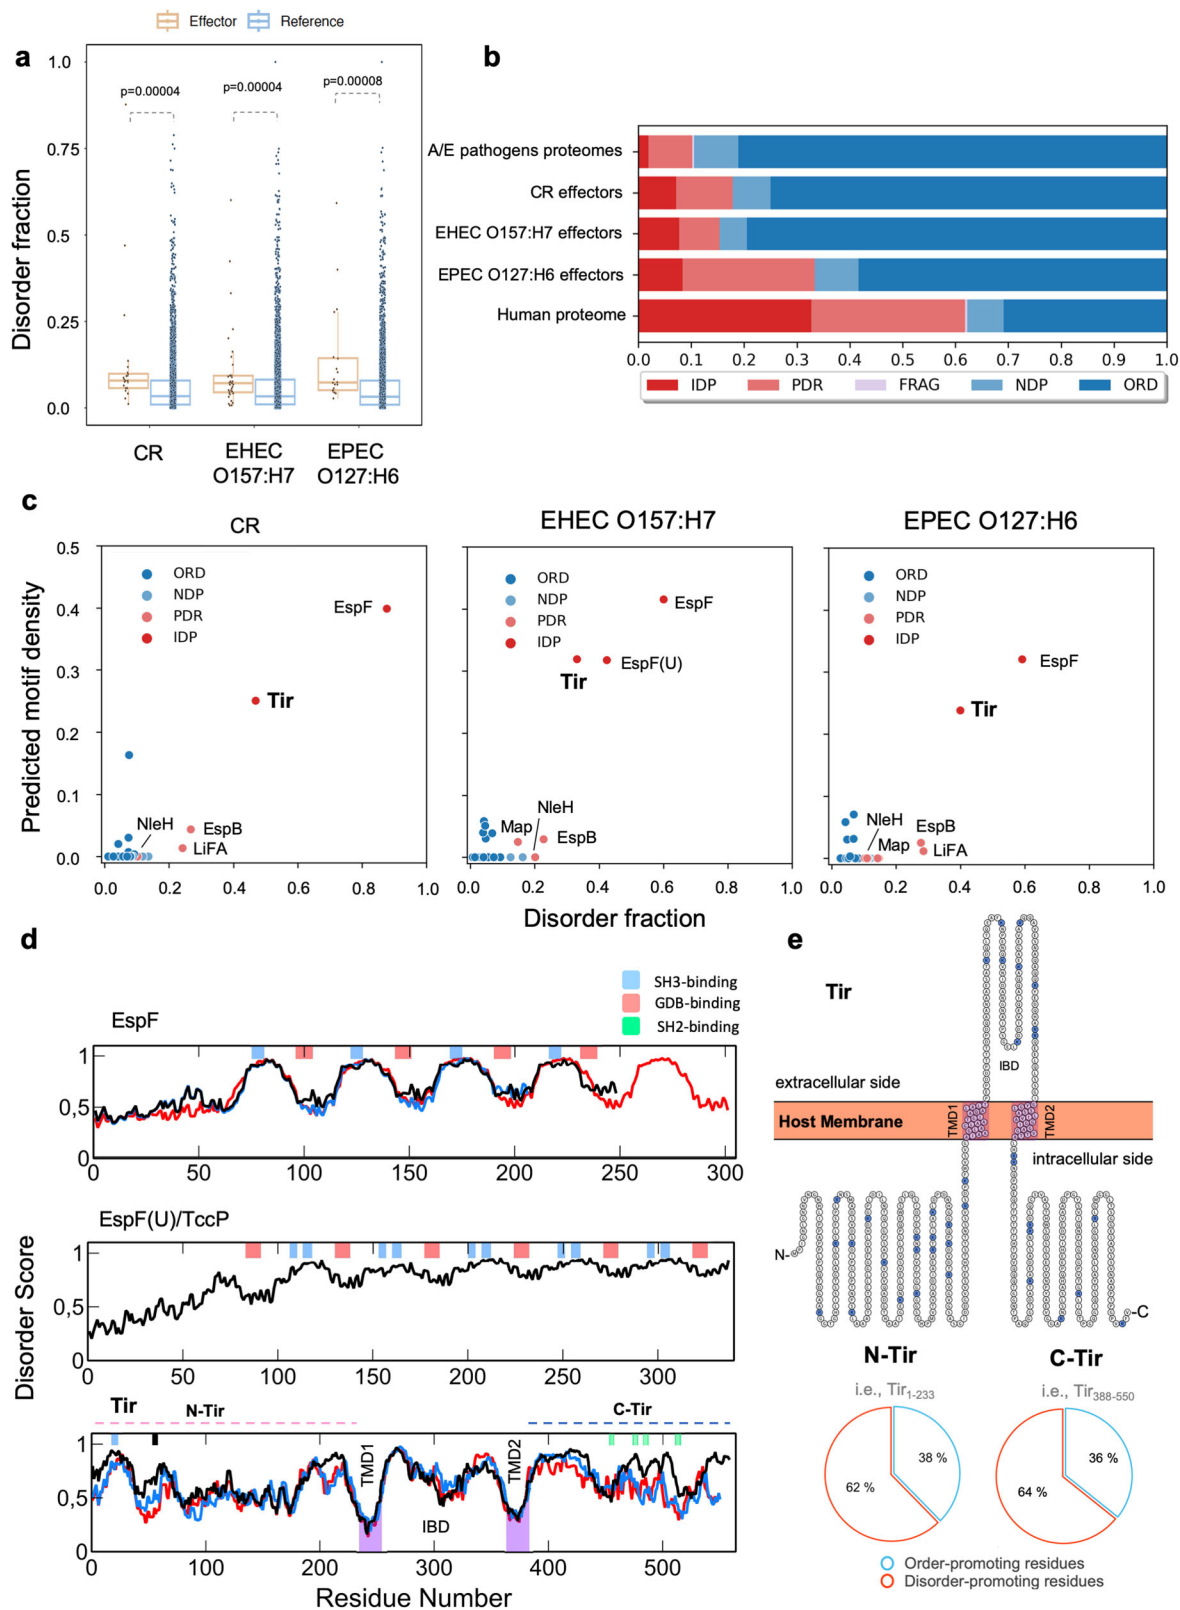 Effector
Reference
a
1.0
0.75
0.5
0.25
0.0
Disorder fraction
p=0.00004
p=0.00004
p=0.00008
CR
EHEC
O157:H7
EPEC
O127:H6
b
A/E pathogens proteomes
CR effectors
EHEC O157:H7 effectors
EPEC O127:H6 effectors
Human proteome
0.0 0.1 0.2 0.3 0.4 0.5 0.6 0.7 0.8 0.9 1.0
IDP PDR FRAG NDP ORD
c
CR
EHEC O157:H7
EPEC O127:H6
Predicted motif density
0.5
0.4
0.3
0.2
0.1
0.0
ORD
NDP
PDR
IDP
EspF
Tir
NleH
EspB
LiFA
0.0 0.2 0.4 0.6 0.8 1.0
ORD
NDP
PDR
IDP
EspF
EspF(U)
Tir
NleH
Map
EspB
0.0 0.2 0.4 0.6 0.8 1.0
ORD
NDP
PDR
IDP
EspF
Tir
NleH
EspB
Map
LiFA
0.0 0.2 0.4 0.6 0.8 1.0
Disorder fraction
d
SH3-binding
GDB-binding
SH2-binding
EspF
1
0,5
0
0 50 100 150 200 250 300
EspF(U)/TccP
1
0,5
0
0 50 100 150 200 250 300
Disorder Score
Tir
N-Tir
C-Tir
1
0,5
0
TMD1
TMD2
IBD
0 100 200 300 400 500
Residue Number
e
Tir
IBD
extracellular side
Host Membrane
TMD1
TMD2
intracellular side
N-
-C
N-Tir
C-Tir
i.e., Tir1-233
i.e., Tir388-550
38 %
62 %
36 %
64 %
Order-promoting residues
Disorder-promoting residues